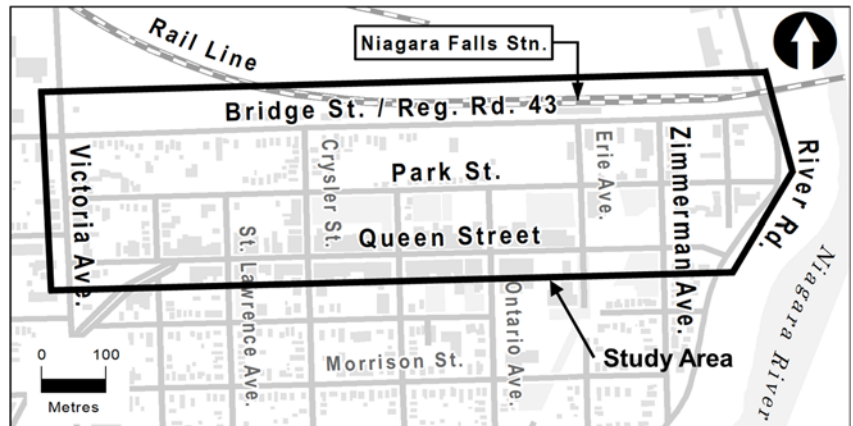 Rail Line
Niagara Falls Stn.
Bridge St. / Reg. Rd. 43
Victoria Ave.
Crysler St.
Park St.
Erie Ave.
Zimmerman Ave.
River Rd.
Queen Street
St. Lawrence Ave.
Ontario Ave.
Niagara River
0 100
Metres
Morrison St.
Study Area